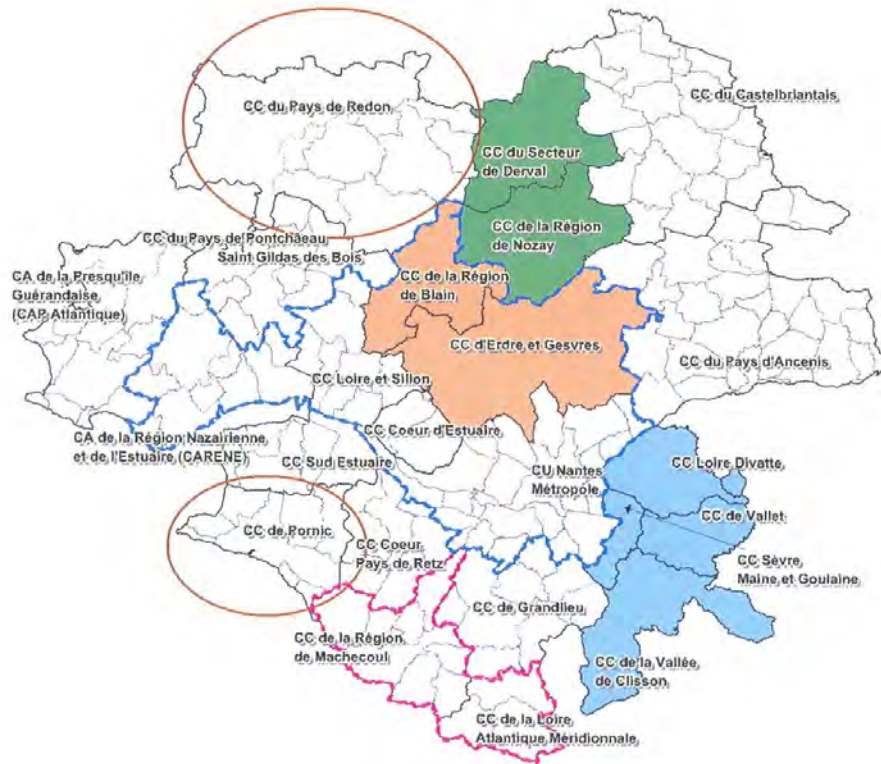 CC du Pays de Redon
CC du Castelbriantais
CC du Secteur
de Derval
CC de la Région
de Nozay
CC du Pays de Pontchâeau
Saint Gildas des Bois
CA de la Presqu'île
Guérandaise
(CAP Atlantique)
CC de la Région
de Blain
CC d'Erdre et Gesvres
CC du Pays d'Ancenis
CC Loire et Sillon
CC Coeur d'Estuaire
CA de la Région Nazairienne
et de l'Estuaire (CARENE)
CC Sud Estuaire
CU Nantes
Métropole
CC Loire Divatte
CC de Vallet
CC de Pornic
CC Coeur
Pays de Retz
CC Sèvre
Maine et Goulaine
CC de Grandlieu
CC de la Région
de Machecoul
CC de la Vallée
de Clisson
CC de la Loire
Atlantique Méridionnale